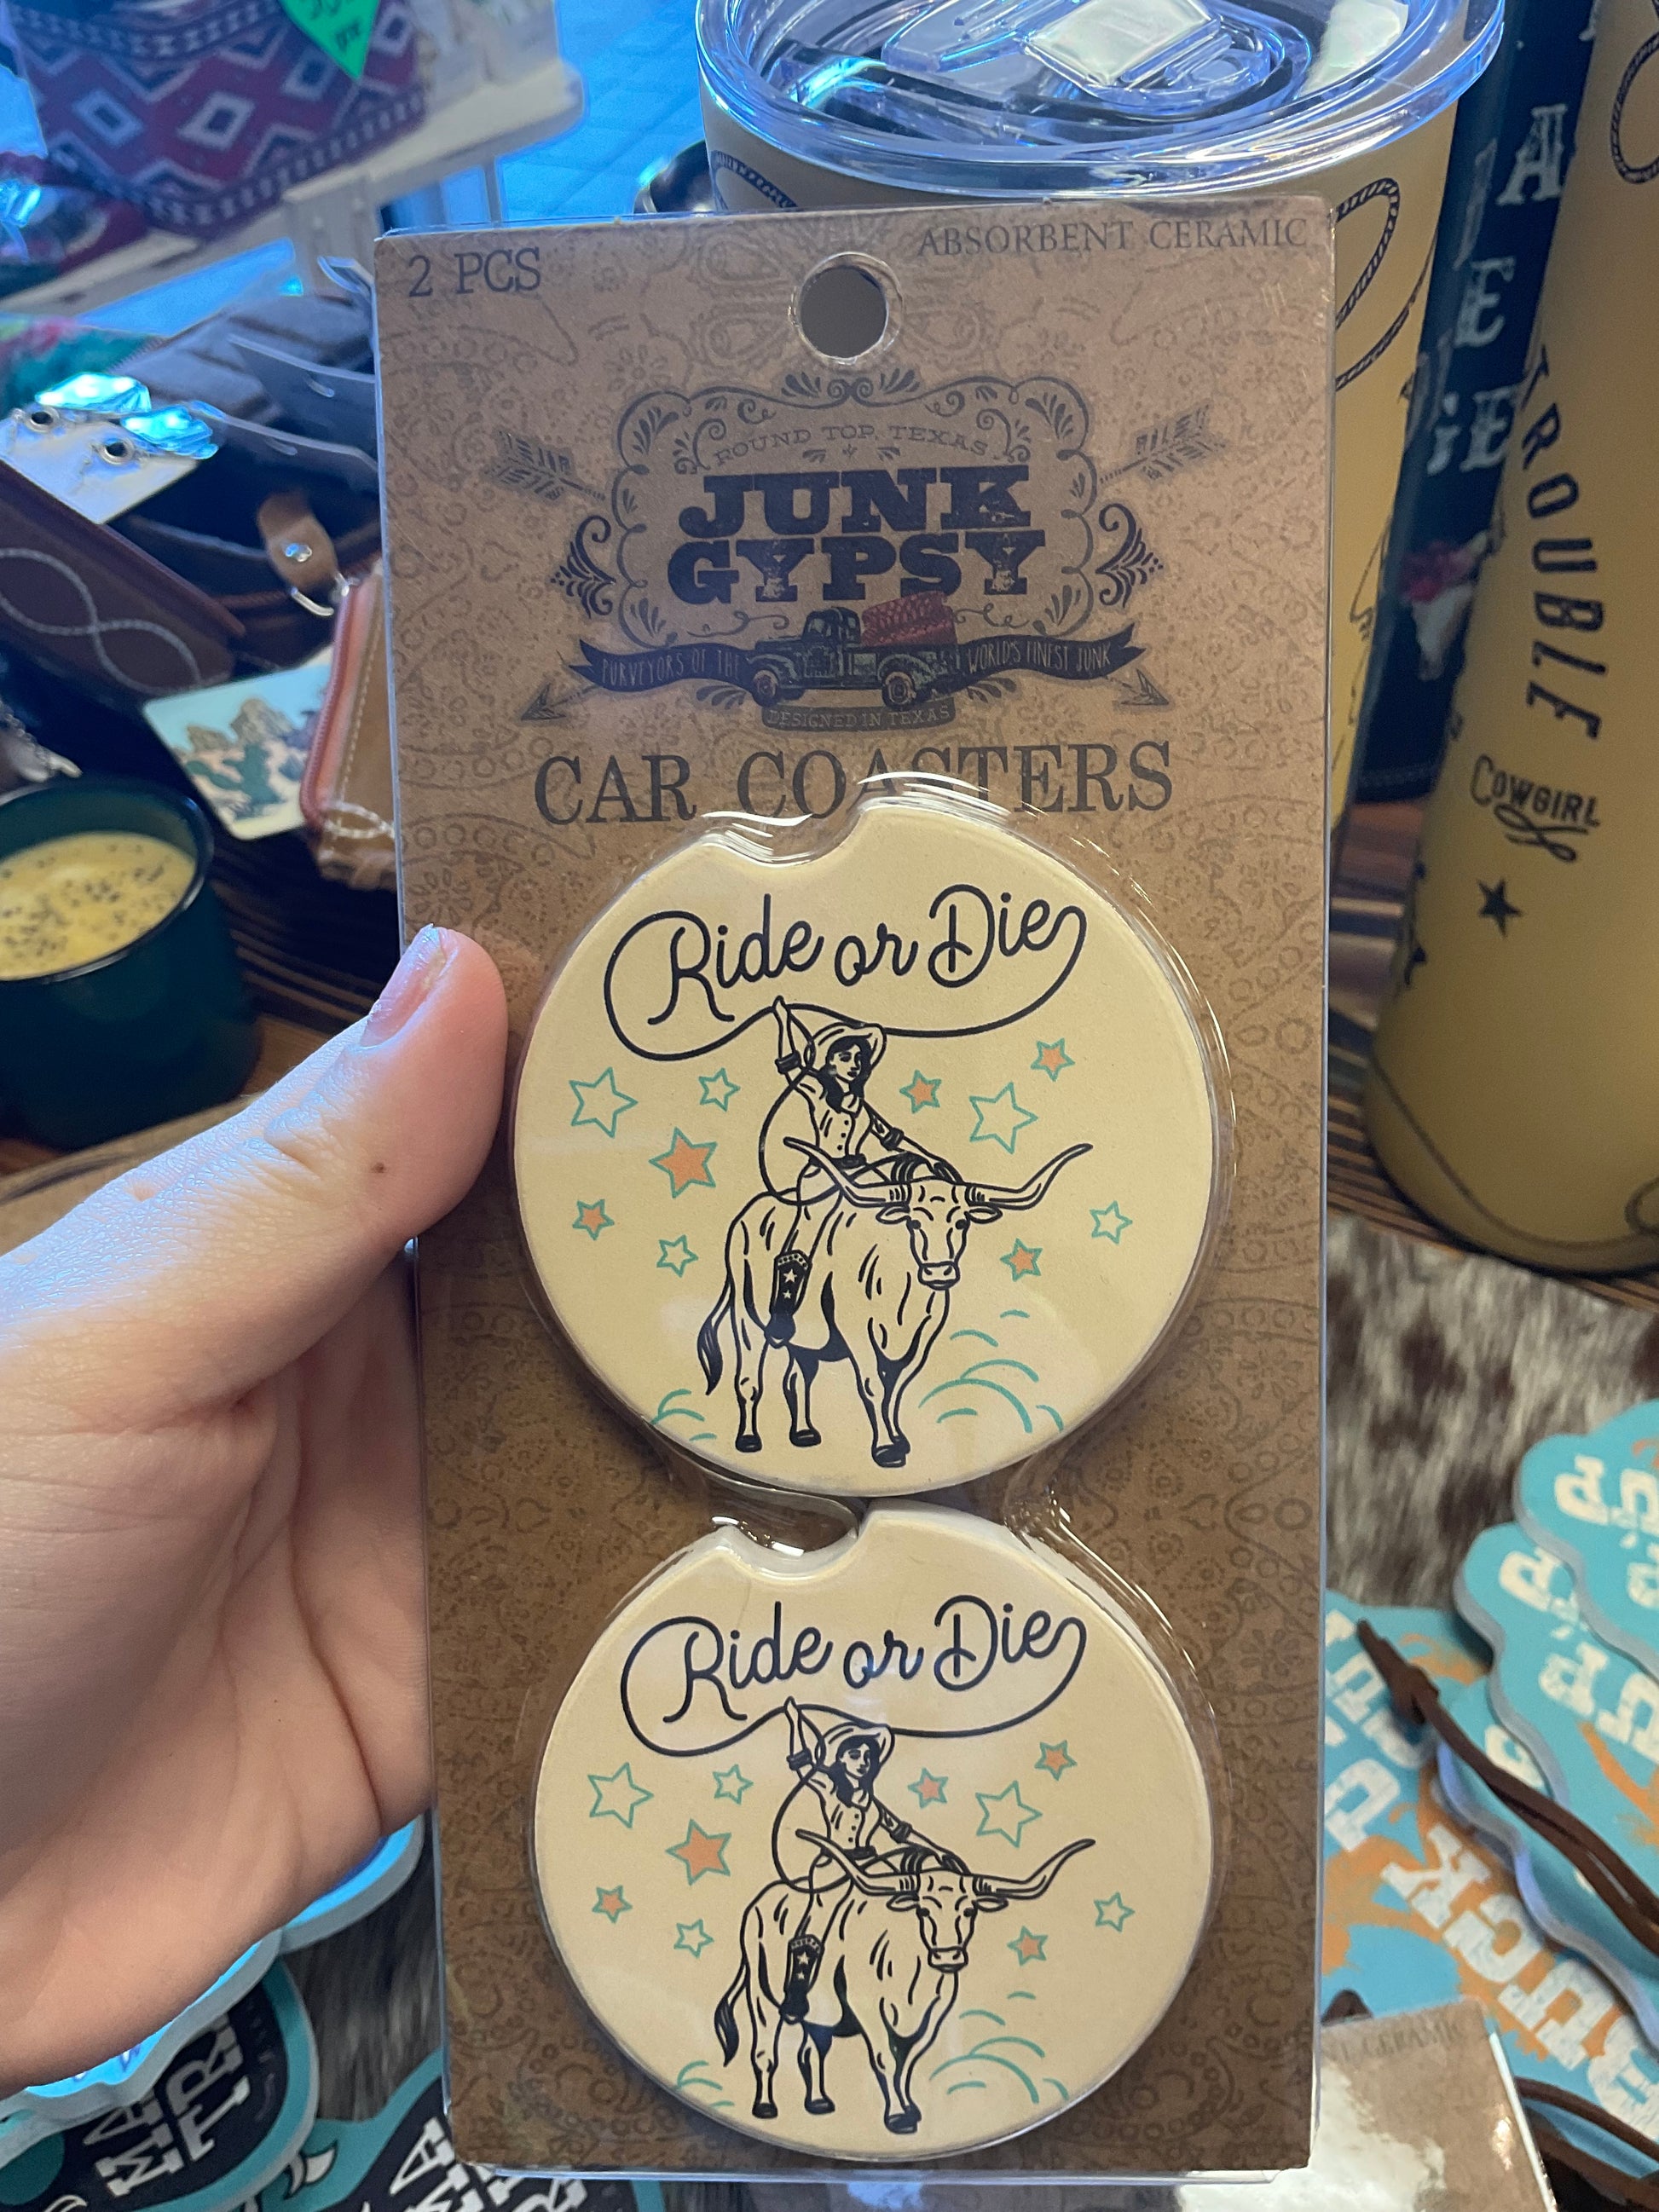 2 PCS
ABSORBENT CERAMIC
ROUND TOP, TEXAS
JUNK
GYPSY
PURVEYORS OF THE WORLD'S FINEST JUNK
DESIGNED IN TEXAS
CAR COASTERS
Ride or Die
Ride or Die
TROUBLE
COWGIRL
CERAMIC